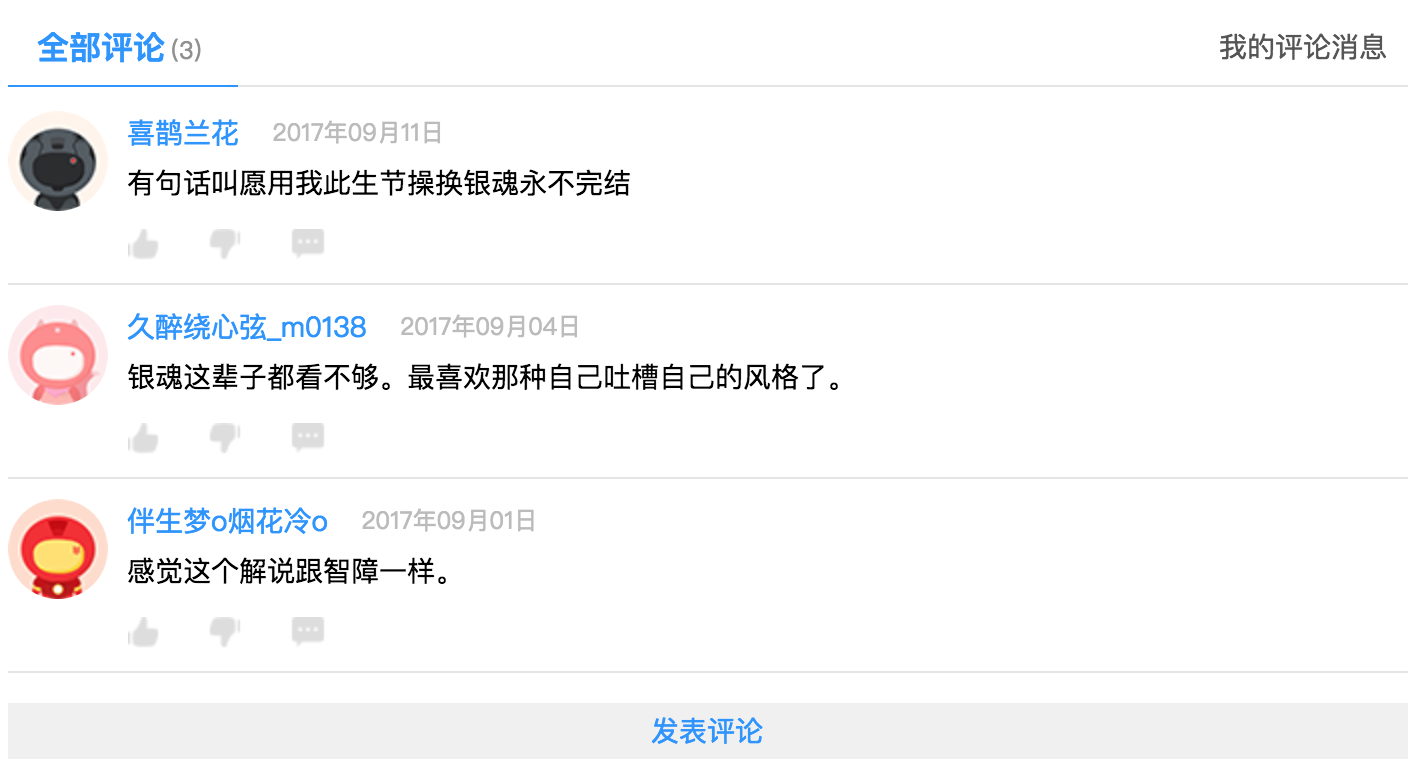 全部评论 (3)
我的评论消息
喜鹊兰花 2017年09月11日
有句话叫愿用我此生节操换银魂永不完结
久醉绕心弦_m0138 2017年09月04日
银魂这辈子都看不够。最喜欢那种自己吐槽自己的风格了。
伴生梦o烟花冷o 2017年09月01日
感觉这个解说跟智障一样。
发表评论